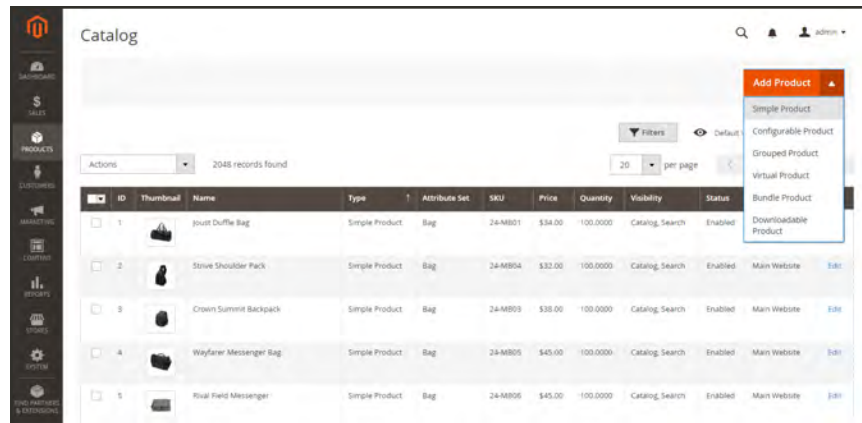 Catalog
admin
DASHBOARD
SALES
PRODUCTS
CUSTOMERS
MARKETING
CONTENT
REPORTS
STORES
SYSTEM
FIND PARTNERS
& EXTENSIONS
Add Product
Simple Product
Configurable Product
Grouped Product
Virtual Product
Bundle Product
Downloadable
Product
Filters
Default
Actions
2048 records found
20 per page
ID Thumbnail Name Type Attribute Set SKU Price Quantity Visibility Status
1 Joust Duffle Bag Simple Product Bag 24-MB01 $34.00 100.0000 Catalog, Search Enabled
2 Strive Shoulder Pack Simple Product Bag 24-MB04 $32.00 100.0000 Catalog, Search Enabled Main Website Edit
3 Crown Summit Backpack Simple Product Bag 24-MB03 $38.00 100.0000 Catalog, Search Enabled Main Website Edit
4 Wayfarer Messenger Bag Simple Product Bag 24-MB05 $45.00 100.0000 Catalog, Search Enabled Main Website Edit
5 Rival Field Messenger Simple Product Bag 24-MB06 $45.00 100.0000 Catalog, Search Enabled Main Website Edit